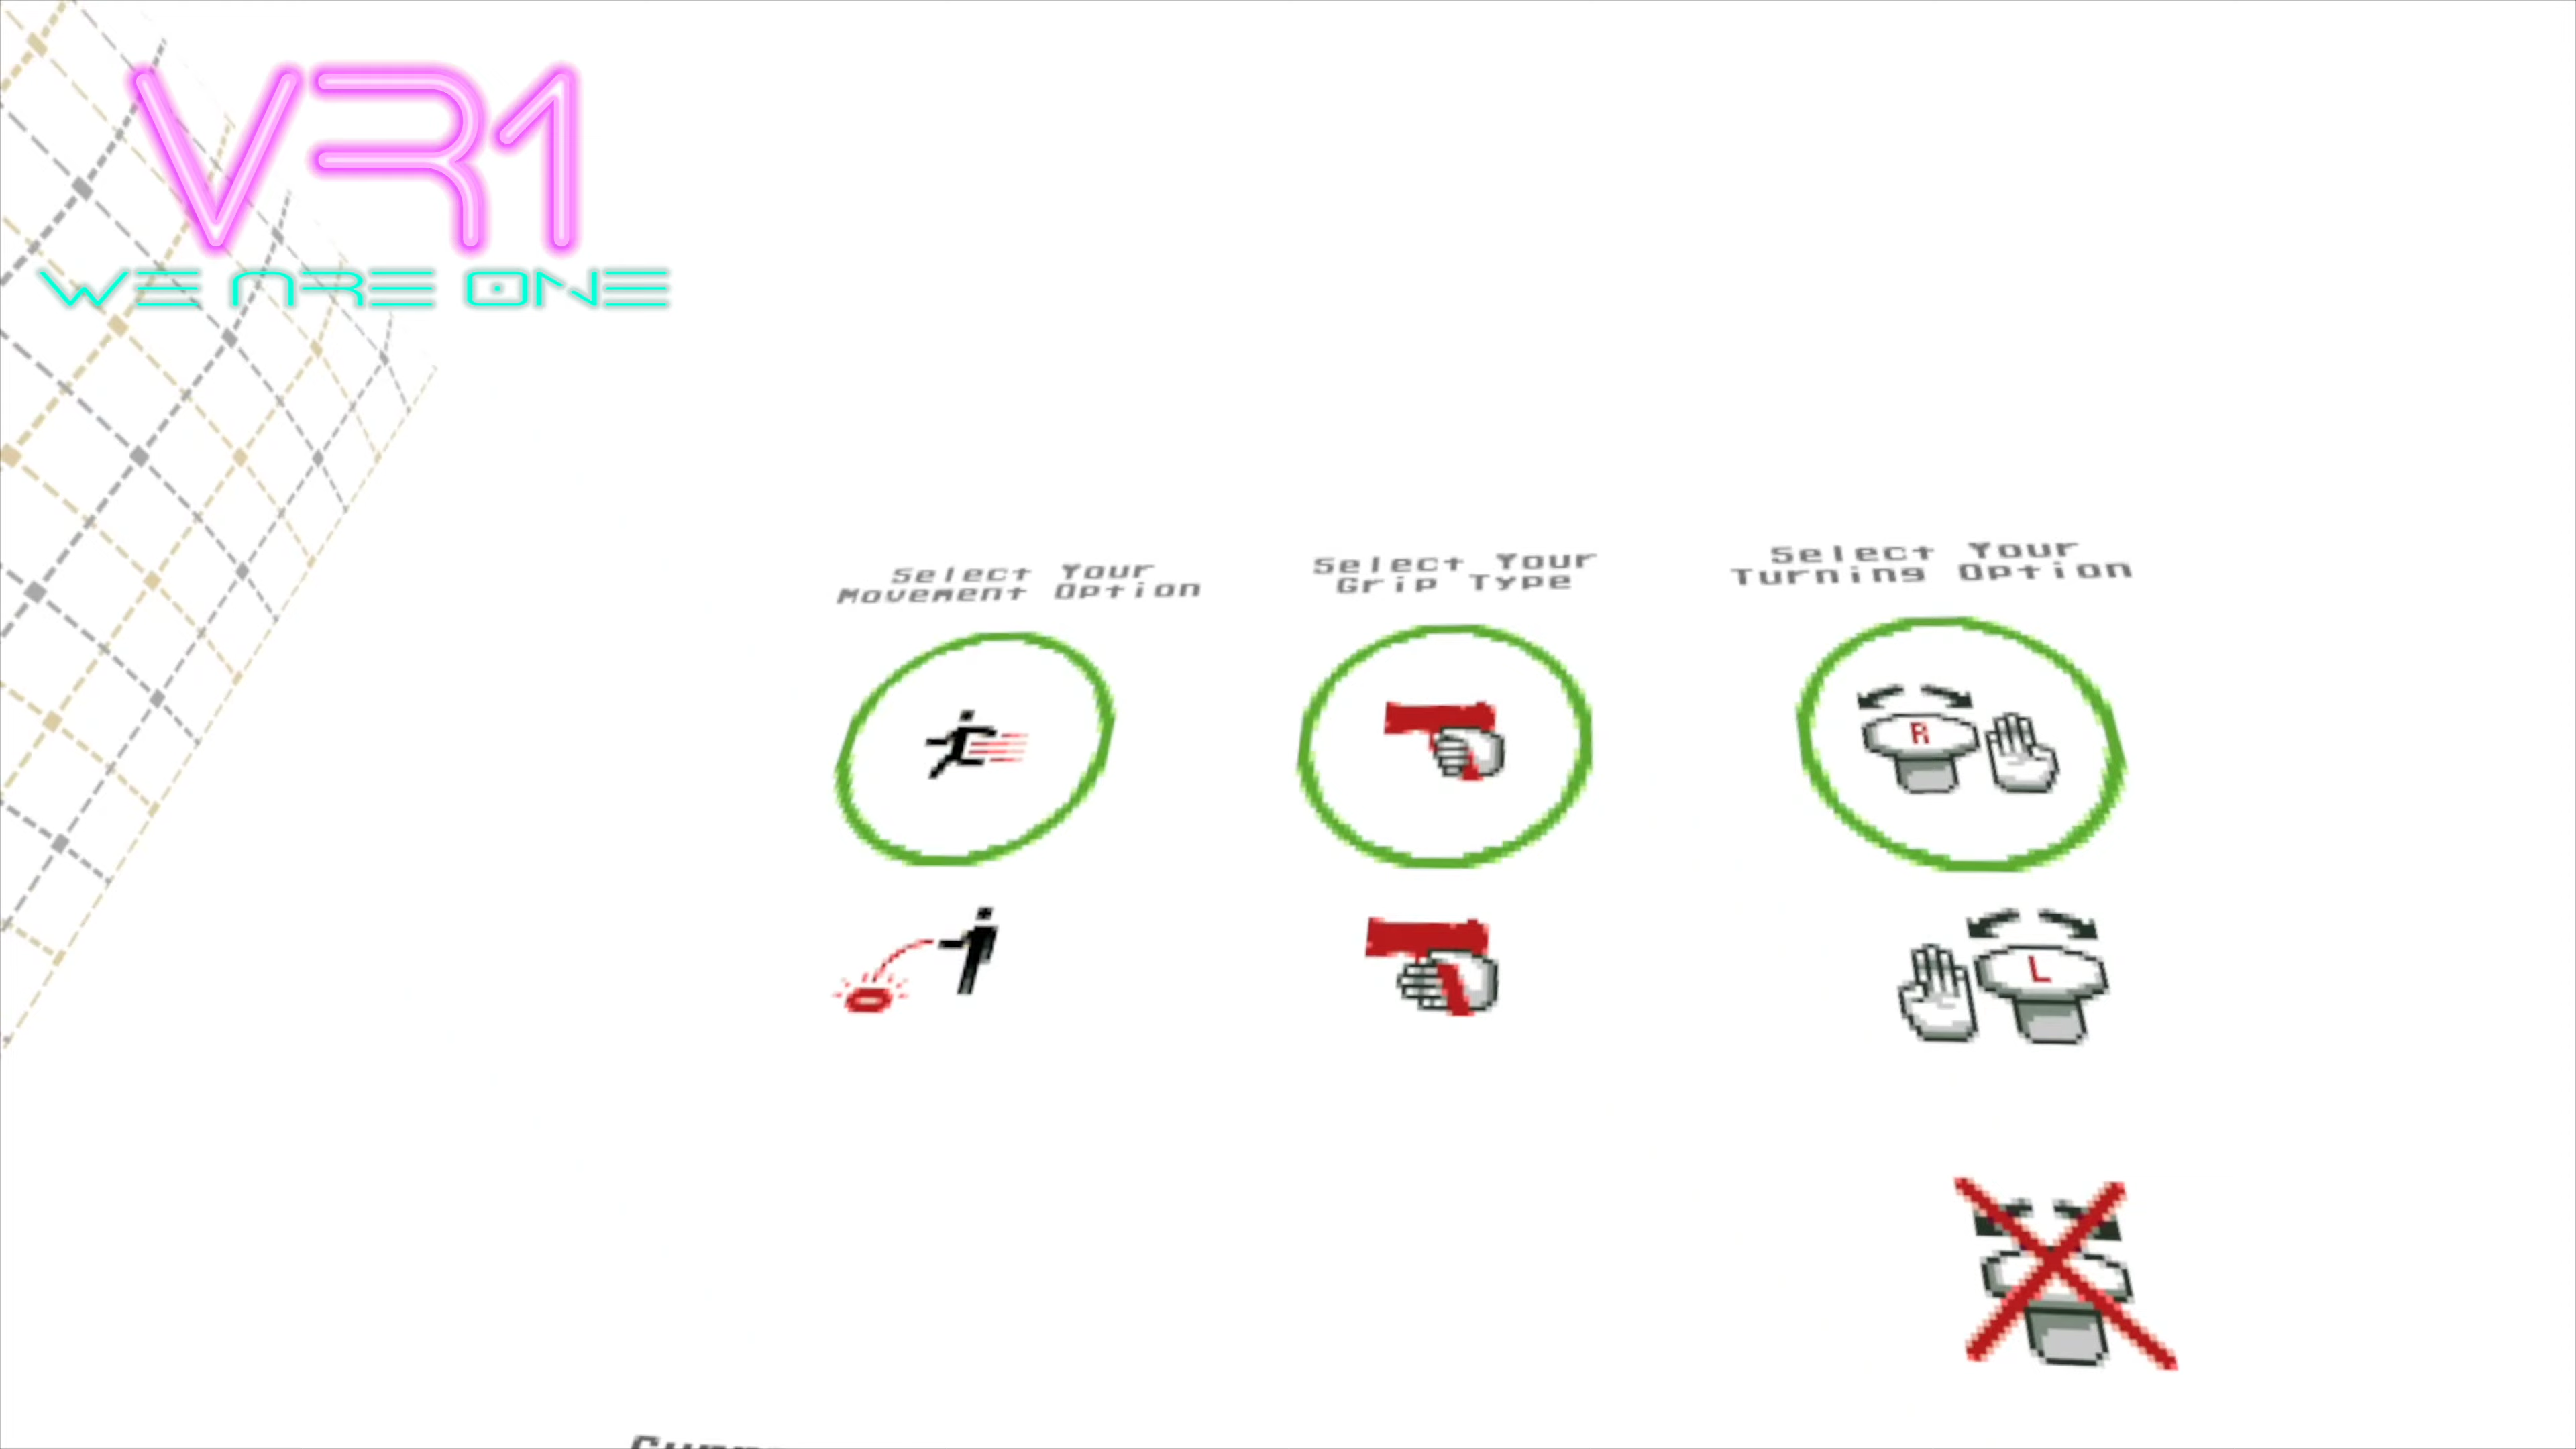 VR1
WE ARE ONE
Select Your
Movement Option
Select Your
Grip Type
Select Your
Turning Option
R
L